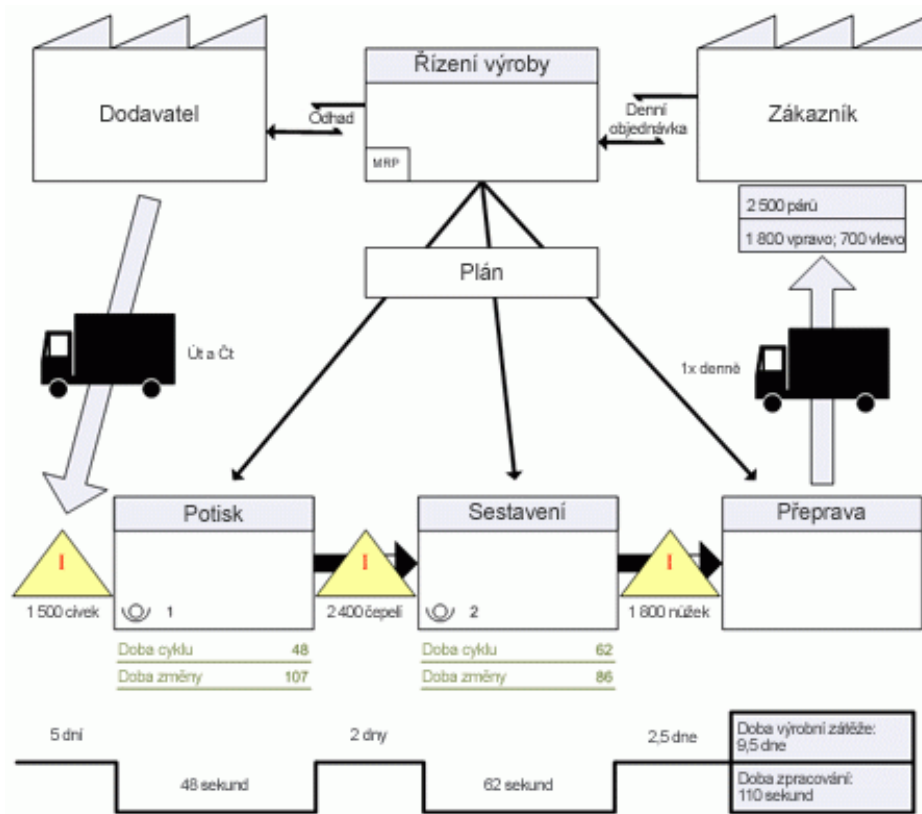 Dodavatel
Řízení výroby
Zákazník
Odhad
Denní
objednávka
MRP
2 500 párů
1 800 vpravo; 700 vlevo
Plán
Út a Čt
1x denně
Potisk
Sestavení
Přeprava
I
I
I
1 500 cívek
1
2 400 čepelí
2
1 800 nůžek
Doba cyklu 48
Doba změny 107
Doba cyklu 62
Doba změny 86
5 dní
2 dny
2,5 dne
Doba výrobní zátěže:
9,5 dne
48 sekund
62 sekund
Doba zpracování:
110 sekund